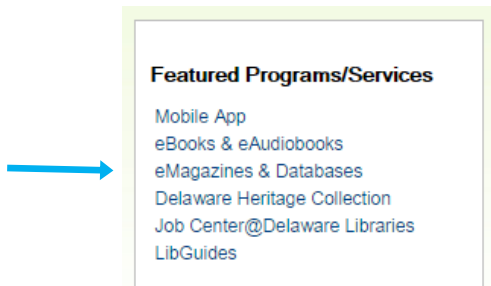 Featured Programs/Services
Mobile App
eBooks & eAudiobooks
eMagazines & Databases
Delaware Heritage Collection
Job Center@Delaware Libraries
LibGuides